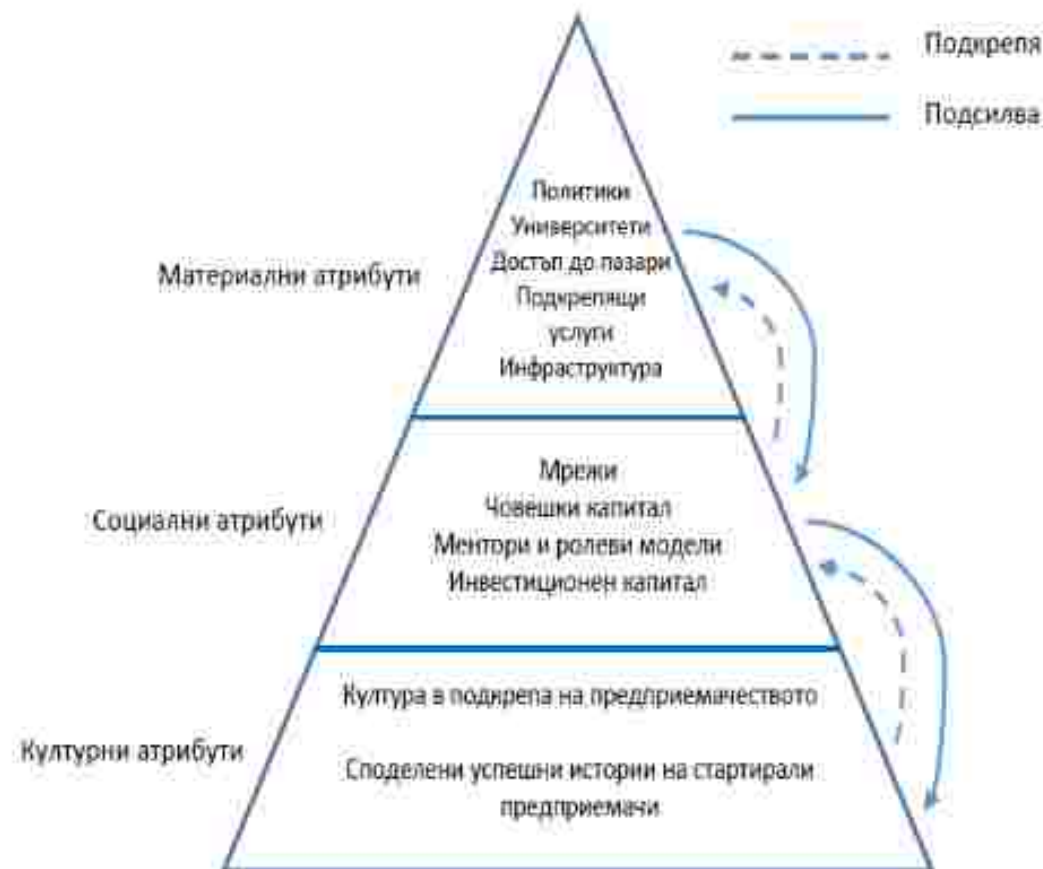 Подкрепя
Подсилва
Материални атрибути
Политики
Университети
Достъп до пазари
Подкрепящи
услуги
Инфраструктура
Социални атрибути
Мрежи
Човешки капитал
Ментори и ролеви модели
Инвестиционен капитал
Културни атрибути
Култура в подкрепа на предприемачеството
Споделени успешни истории на стартирали
предприемачи